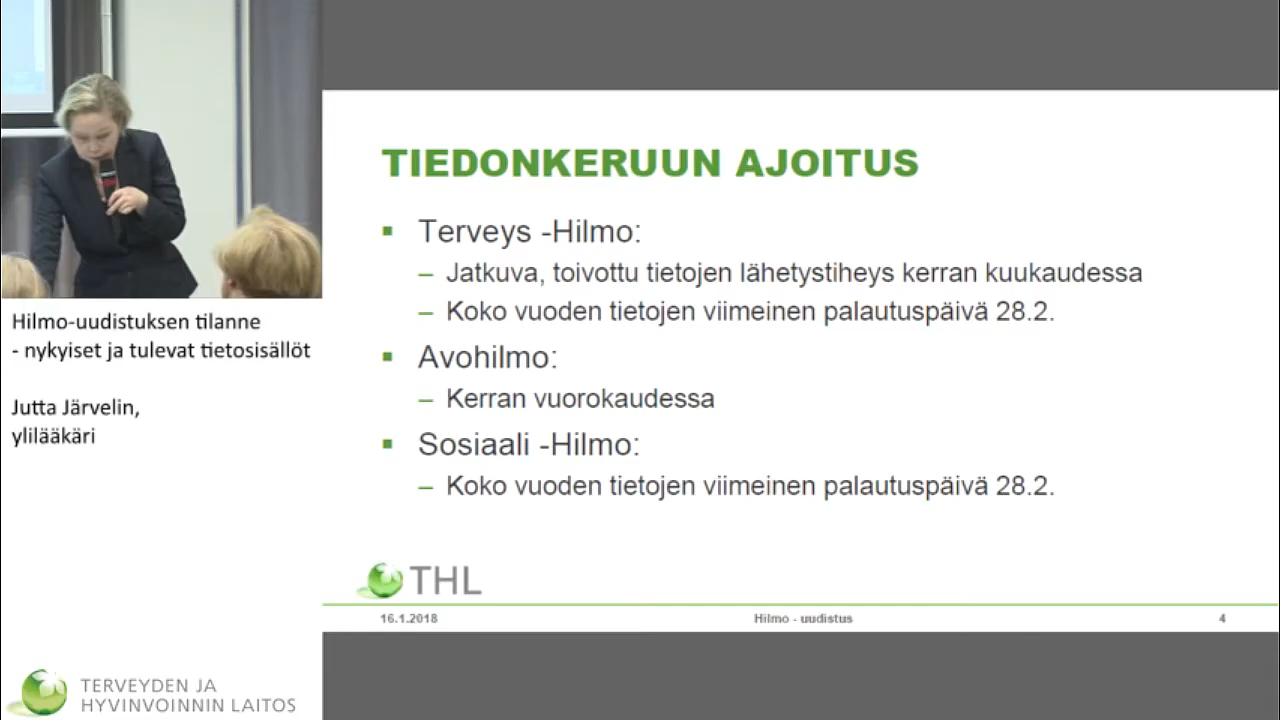 Hilmo-uudistuksen tilanne
- nykyiset ja tulevat tietosisällöt
Jutta Järvelin,
ylilääkäri
TERVEYDEN JA
HYVINVOINNIN LAITOS
TIEDONKERUUN AJOITUS
▪ Terveys -Hilmo:
– Jatkuva, toivottu tietojen lähetystiheys kerran kuukaudessa
– Koko vuoden tietojen viimeinen palautuspäivä 28.2.
▪ Avohilmo:
– Kerran vuorokaudessa
▪ Sosiaali -Hilmo:
– Koko vuoden tietojen viimeinen palautuspäivä 28.2.
THL
16.1.2018 Hilmo - uudistus 4